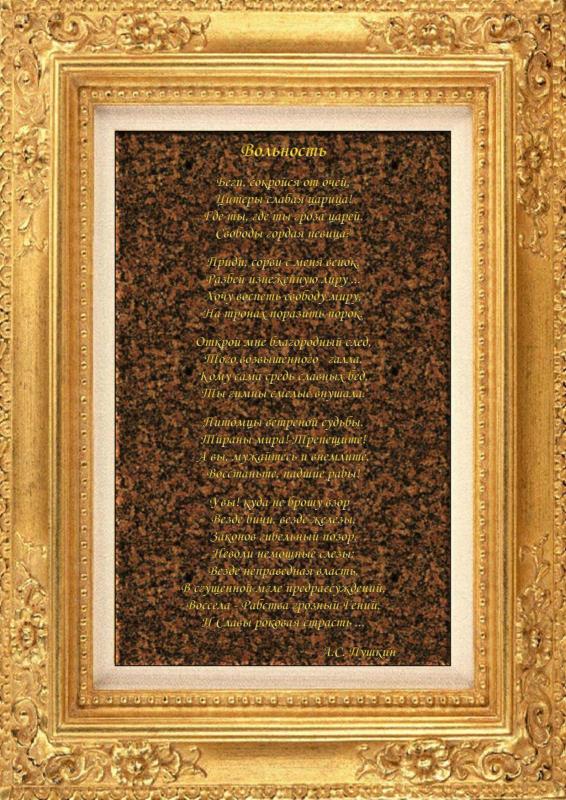 Вольность
Беги, сокройся от очей,
Цитеры слабая царица!
Где ты, где ты гроза царей,
Свободы гордая певица?
Приди, сорви с меня венок,
Разбей изнеженную лиру ...
Хочу воспеть свободу миру,
На тронах поразить порок.
Открой мне благородный след,
Того возвышенного галла.
Кому сама средь славных бед,
Ты гимны смелые внушала.
Питомцы ветреной судьбы,
Тираны мира! Трепещите!
А вы, мужайтесь и внемлите,
Восстаньте, падшие рабы!
Увы! куда не брошу взор
Везде бичи, везде железы,
Законов гибельный позор,
Неволи немощные слезы;
Везде неправедная власть,
В сгущенной мгле предрассуждений,
Воссела - Рабства грозный Гений,
И Славы роковая страсть ...
А.С. Пушкин